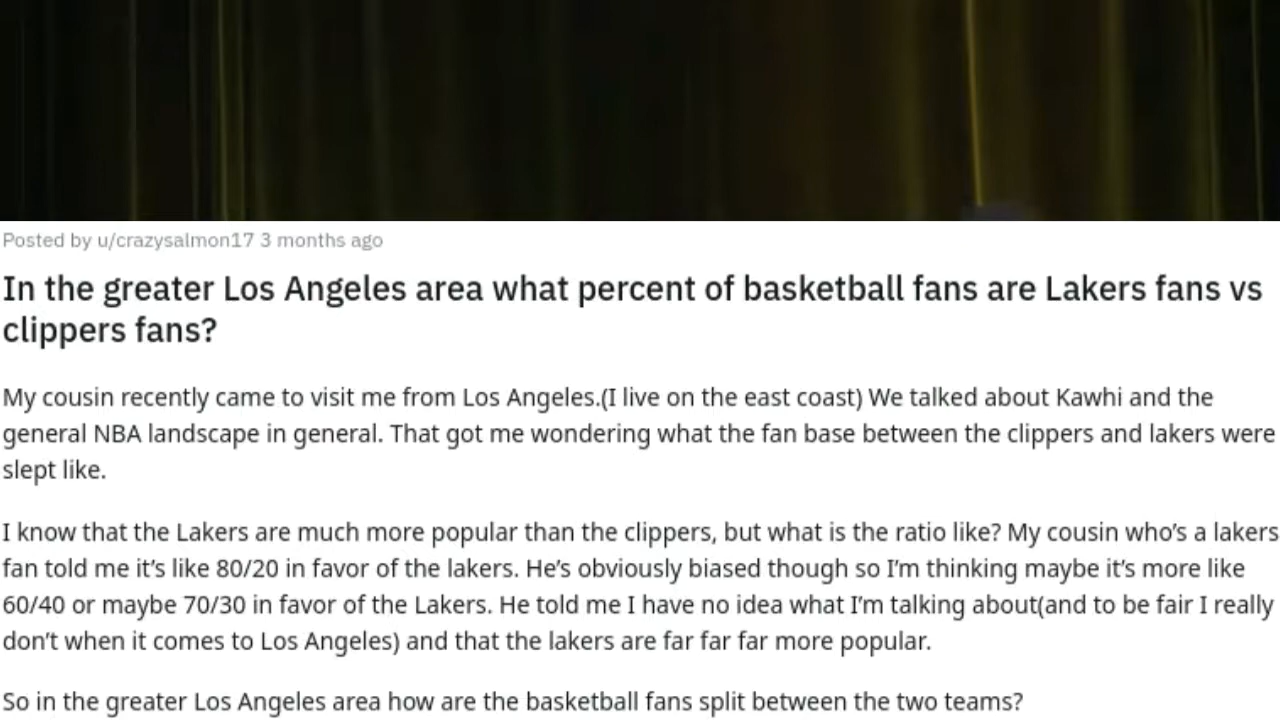 Posted by u/crazysalmon17 3 months ago
In the greater Los Angeles area what percent of basketball fans are Lakers fans vs
clippers fans?
My cousin recently came to visit me from Los Angeles.(I live on the east coast) We talked about Kawhi and the
general NBA landscape in general. That got me wondering what the fan base between the clippers and lakers were
slept like.
I know that the Lakers are much more popular than the clippers, but what is the ratio like? My cousin who’s a lakers
fan told me it’s like 80/20 in favor of the lakers. He’s obviously biased though so I’m thinking maybe it’s more like
60/40 or maybe 70/30 in favor of the Lakers. He told me I have no idea what I’m talking about(and to be fair I really
don’t when it comes to Los Angeles) and that the lakers are far far far more popular.
So in the greater Los Angeles area how are the basketball fans split between the two teams?